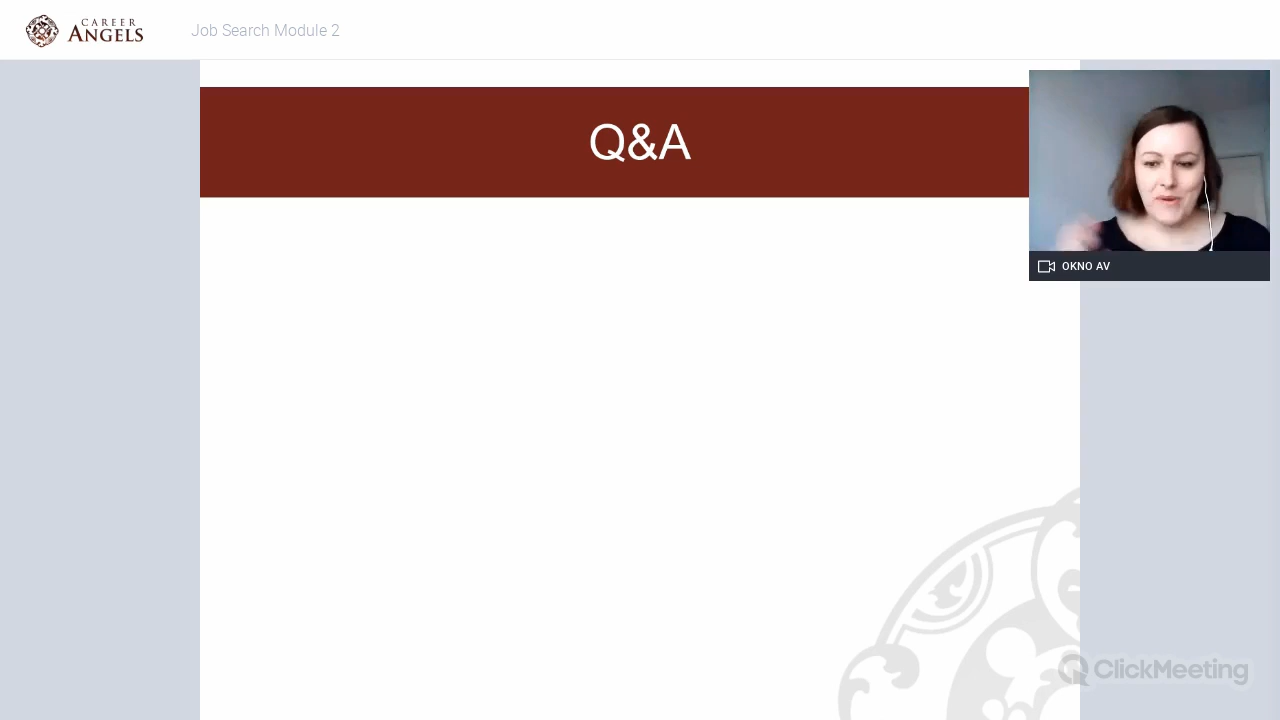 CAREER
ANGELS
Job Search Module 2
Q&A
OKNO AV
ClickMeeting